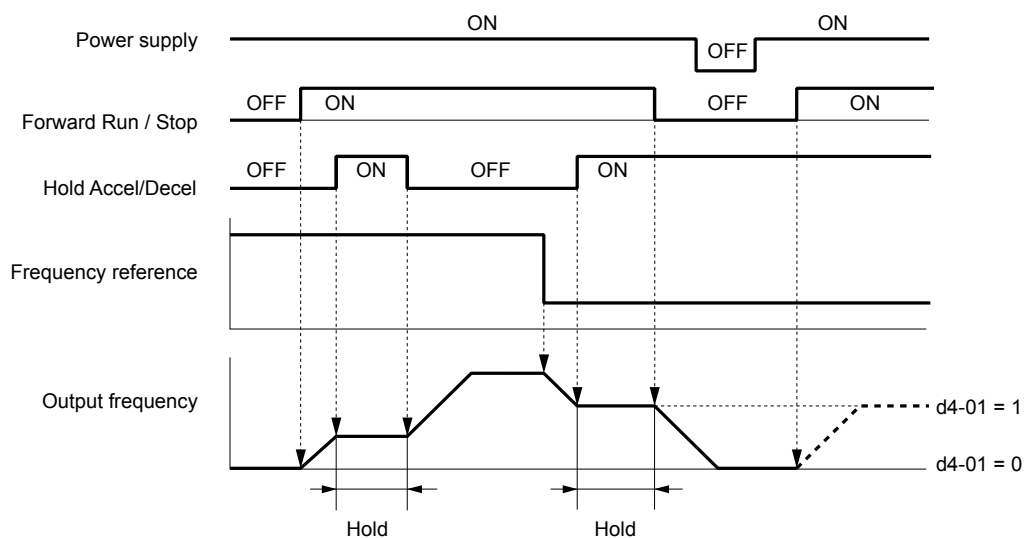 ON
ON
Power supply
OFF
OFF
ON
OFF
ON
Forward Run / Stop
OFF
ON
OFF
ON
Hold Accel/Decel
Frequency reference
Output frequency
d4-01 = 1
d4-01 = 0
Hold
Hold